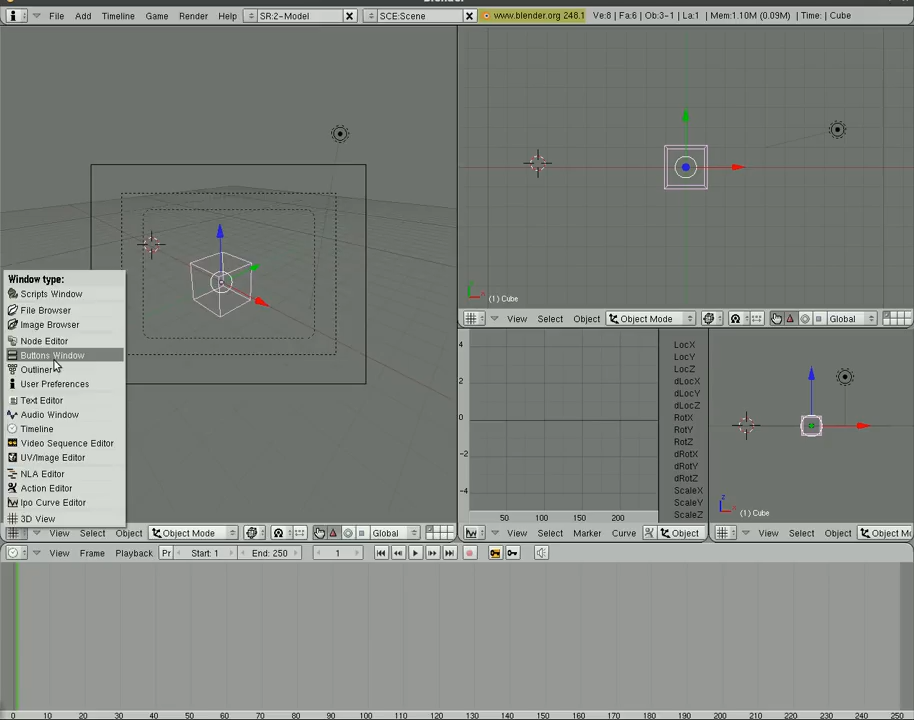 Blender
File Add Timeline Game Render Help SR:2-Model SCE:Scene www.blender.org 248.1 Ve:8 | Fa:6 | Ob:3-1 | La:1 | Mem:1.10M (0.09M) | Time: | Cube
(1) Cube
View Select Object Object Mode Global
Window type:
Scripts Window
File Browser
Image Browser
Node Editor
Buttons Window
Outliner
User Preferences
Text Editor
Audio Window
Timeline
Video Sequence Editor
UV/Image Editor
NLA Editor
Action Editor
Ipo Curve Editor
3D View
4
2
0
-2
-4
50 100 150 200
LocX
LocY
LocZ
dLocX
dLocY
dLocZ
RotX
RotY
RotZ
dRotX
dRotY
dRotZ
ScaleX
ScaleY
ScaleZ
(1) Cube
View Select Object Object Mode Global
View Select Marker Curve Object
View Select Object Object Mo
View Frame Playback Pr Start: 1 End: 250 1
0 10 20 30 40 50 60 70 80 90 100 110 120 130 140 150 160 170 180 190 200 210 220 230 240 250